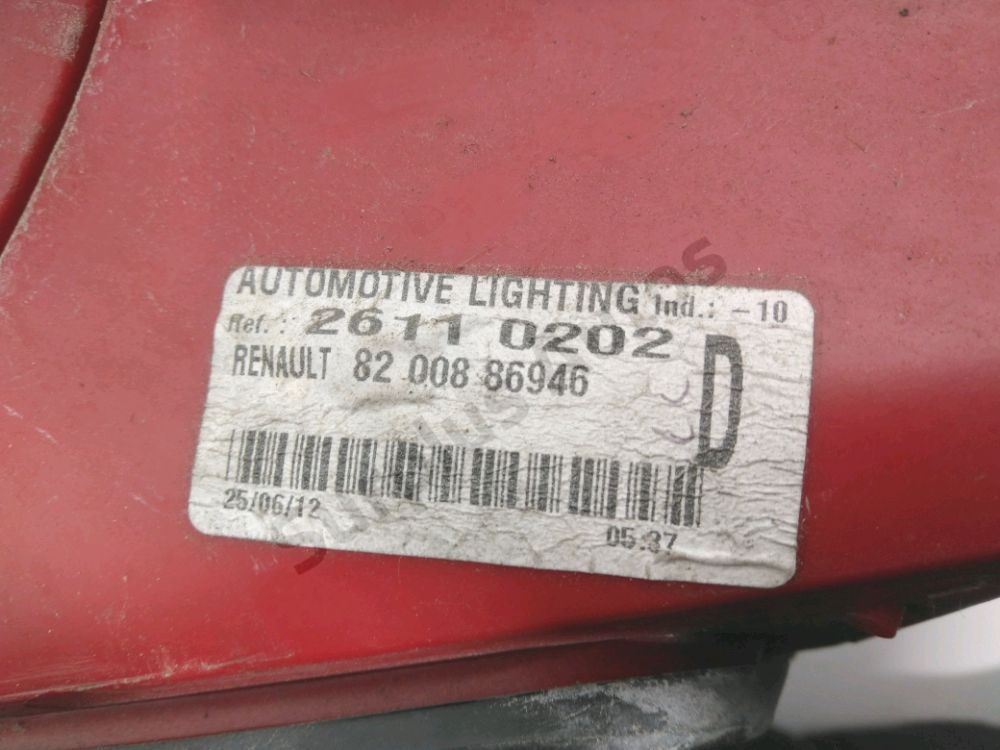 AUTOMOTIVE LIGHTING Ind.: -10
Ref.: 2611 0202
RENAULT 82 008 86946
D
25/06/12 05:37